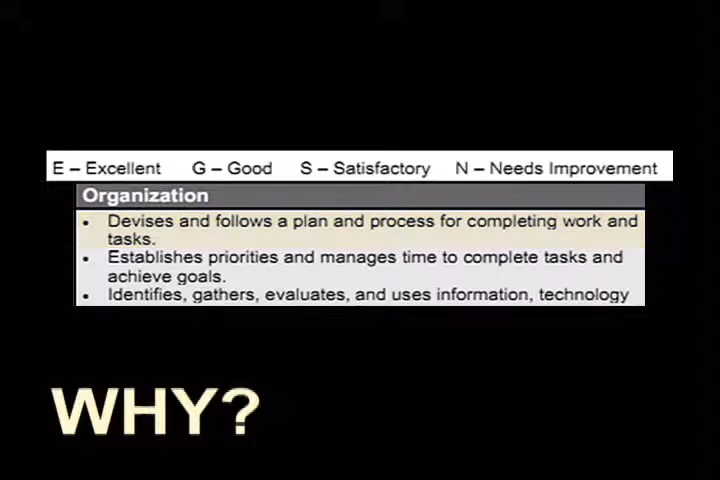 E – Excellent G – Good S – Satisfactory N – Needs Improvement
Organization
• Devises and follows a plan and process for completing work and
tasks.
• Establishes priorities and manages time to complete tasks and
achieve goals.
• Identifies, gathers, evaluates, and uses information, technology
WHY?